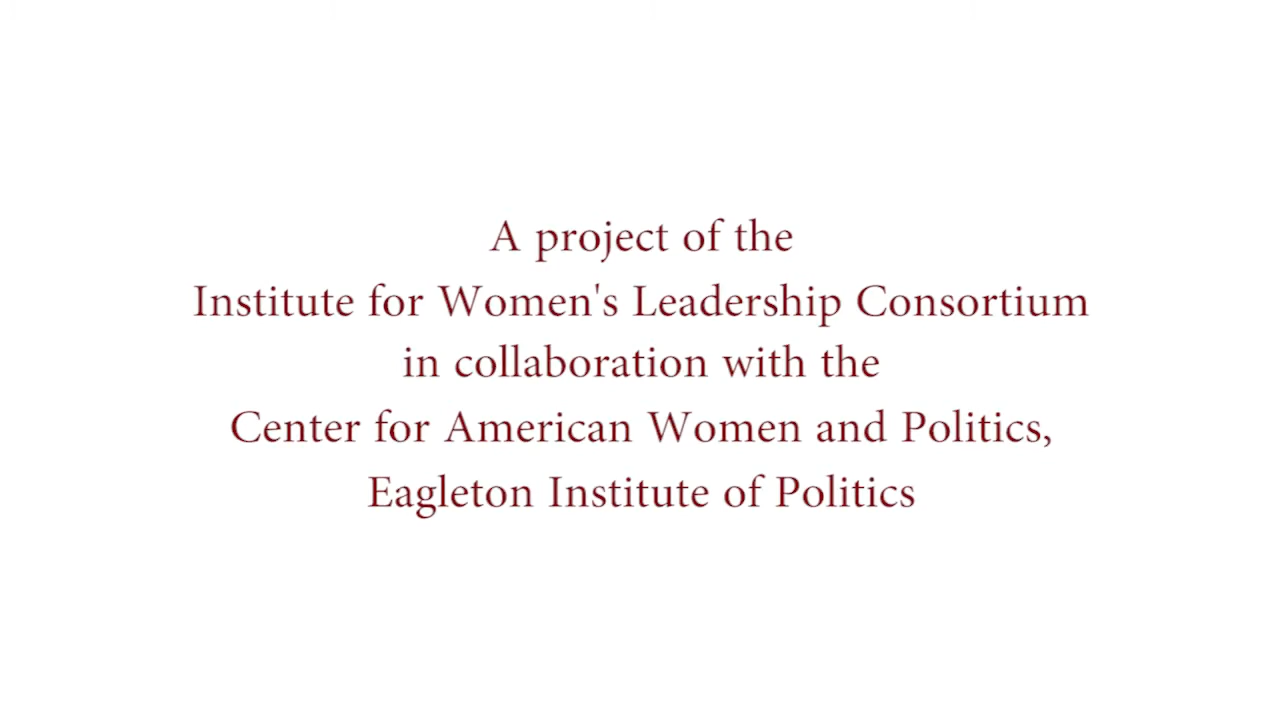 A project of the
Institute for Women's Leadership Consortium
in collaboration with the
Center for American Women and Politics,
Eagleton Institute of Politics